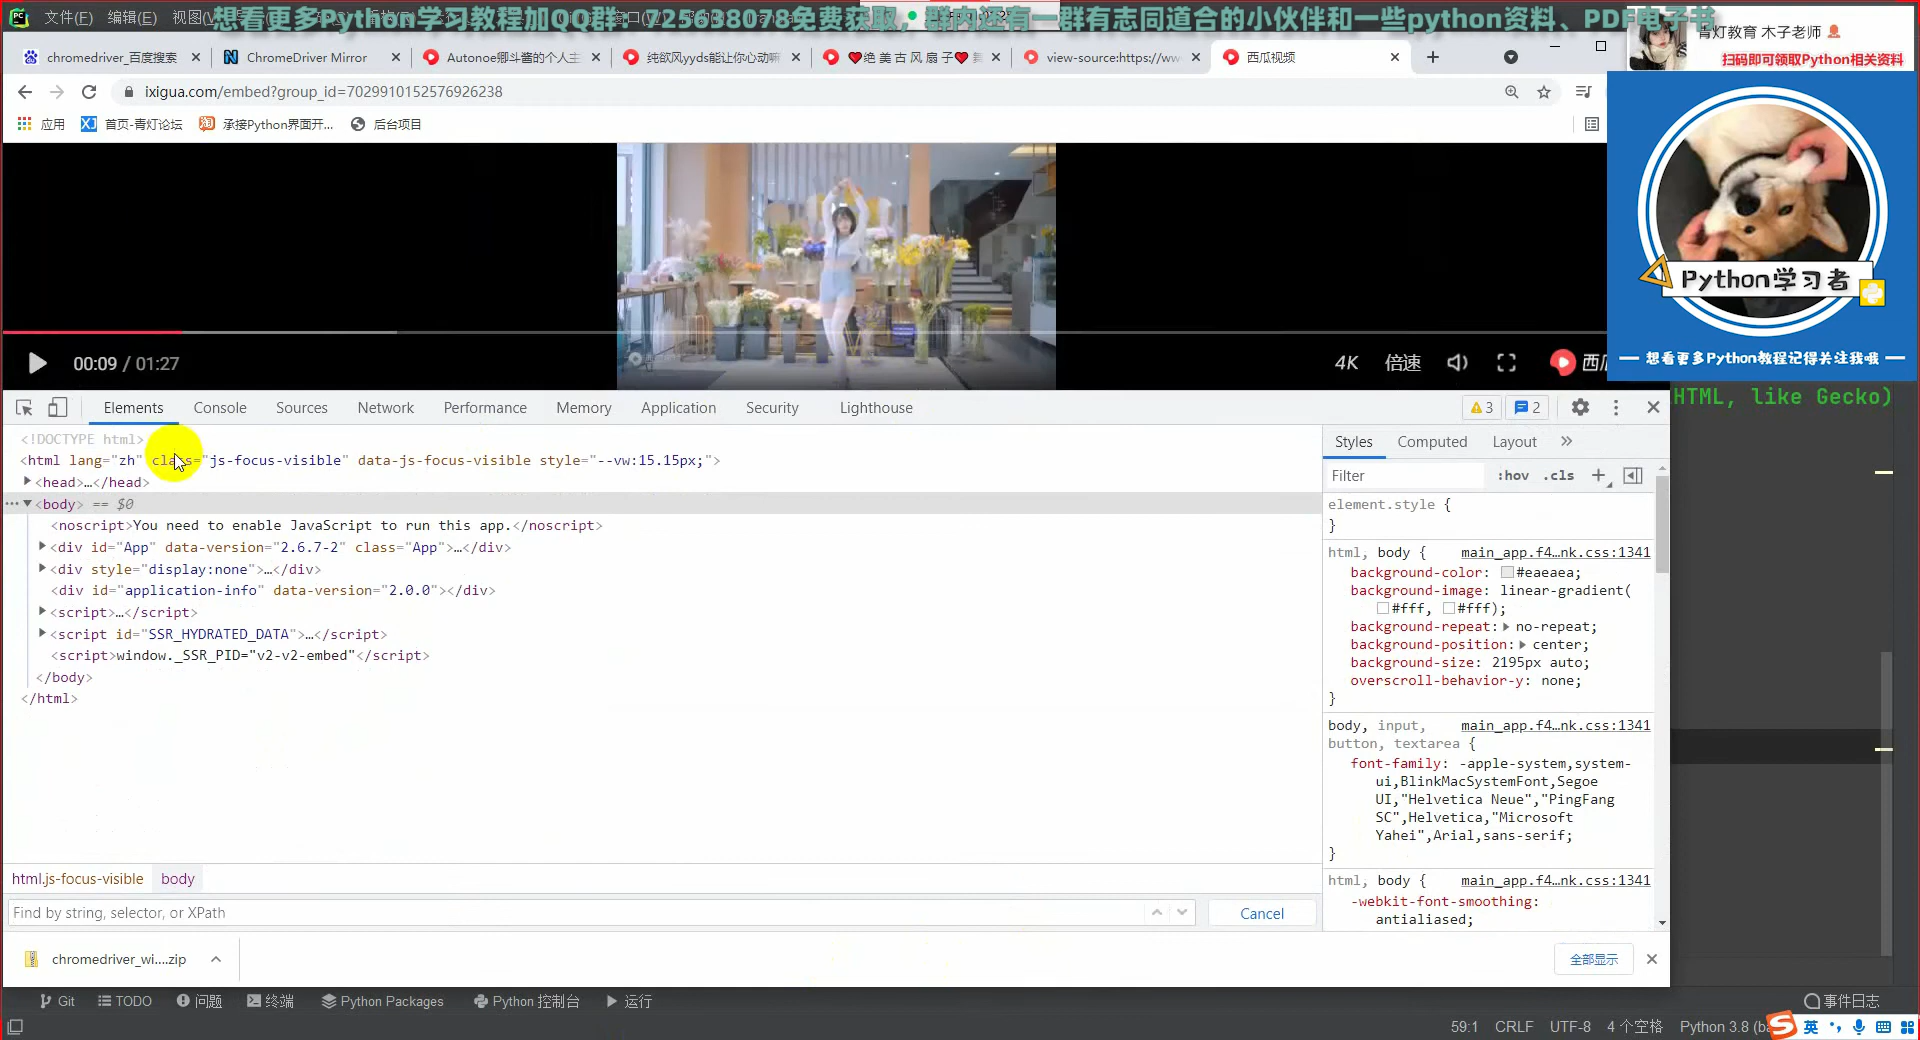 文件(F) 编辑(E) 视图(V)
想看更多Python学习教程加QQ群：725638078免费获取，群内还有一群有志同道合的小伙伴和一些python资料、PDF电子书
青灯教育 木子老师
扫码即可领取Python相关资料
chromedriver_百度搜索
ChromeDriver Mirror
Autonoe卿斗酱的个人主
纯欲风yyds能让你心动嘛
绝 美 古 风 扇 子
view-source:https://ww
西瓜视频
ixigua.com/embed?group_id=7029910152576926238
应用
首页-青灯论坛
承接Python界面开...
后台项目
Python学习者
想看更多Python教程记得关注我哦
00:09 / 01:27
4K
倍速
HTML, like Gecko)
Elements
Console
Sources
Network
Performance
Memory
Application
Security
Lighthouse
3
2
<!DOCTYPE html>
<html lang="zh" class="js-focus-visible" data-js-focus-visible style="--vw:15.15px;">
<head>…</head>
<body> == $0
<noscript>You need to enable JavaScript to run this app.</noscript>
<div id="App" data-version="2.6.7-2" class="App">…</div>
<div style="display:none">…</div>
<div id="application-info" data-version="2.0.0"></div>
<script>…</script>
<script id="SSR_HYDRATED_DATA">…</script>
<script>window._SSR_PID="v2-v2-embed"</script>
</body>
</html>
Styles
Computed
Layout
Filter
:hov
.cls
element.style {
}
html, body {
main_app.f4…nk.css:1341
background-color: #eaeaea;
background-image: linear-gradient(
#fff, #fff);
background-repeat: no-repeat;
background-position: center;
background-size: 2195px auto;
overscroll-behavior-y: none;
}
body, input,
main_app.f4…nk.css:1341
button, textarea {
font-family: -apple-system,system-
ui,BlinkMacSystemFont,Segoe
UI,"Helvetica Neue","PingFang
SC",Helvetica,"Microsoft
Yahei",Arial,sans-serif;
}
html, body {
main_app.f4…nk.css:1341
-webkit-font-smoothing:
antialiased;
html.js-focus-visible
body
Find by string, selector, or XPath
Cancel
chromedriver_wi....zip
全部显示
Git
TODO
问题
终端
Python Packages
Python 控制台
运行
事件日志
59:1
CRLF
UTF-8
4 个空格
Python 3.8 (ba
英